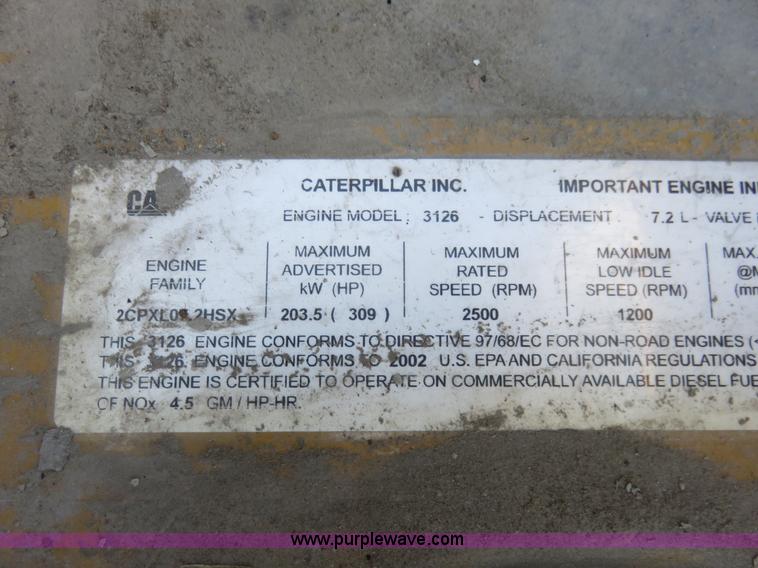 CATERPILLAR INC. IMPORTANT ENGINE
CA
ENGINE MODEL: 3126 - DISPLACEMENT 7.2 L - VALVE
ENGINE FAMILY
MAXIMUM ADVERTISED kW (HP)
MAXIMUM RATED SPEED (RPM)
MAXIMUM LOW IDLE SPEED (RPM)
MAX.
@M
(mm
203.5 ( 309 ) 2500 1200
THIS 3126 ENGINE CONFORMS TO DIRECTIVE 97/68/EC FOR NON-ROAD ENGINES (<
THIS ENGINE CONFORMS TO 2002 U.S. EPA AND CALIFORNIA REGULATIONS
THIS ENGINE IS CERTIFIED TO OPERATE ON COMMERCIALLY AVAILABLE DIESEL FUE
OF NOx 4.5 GM / HP-HR.
www.purplewave.com